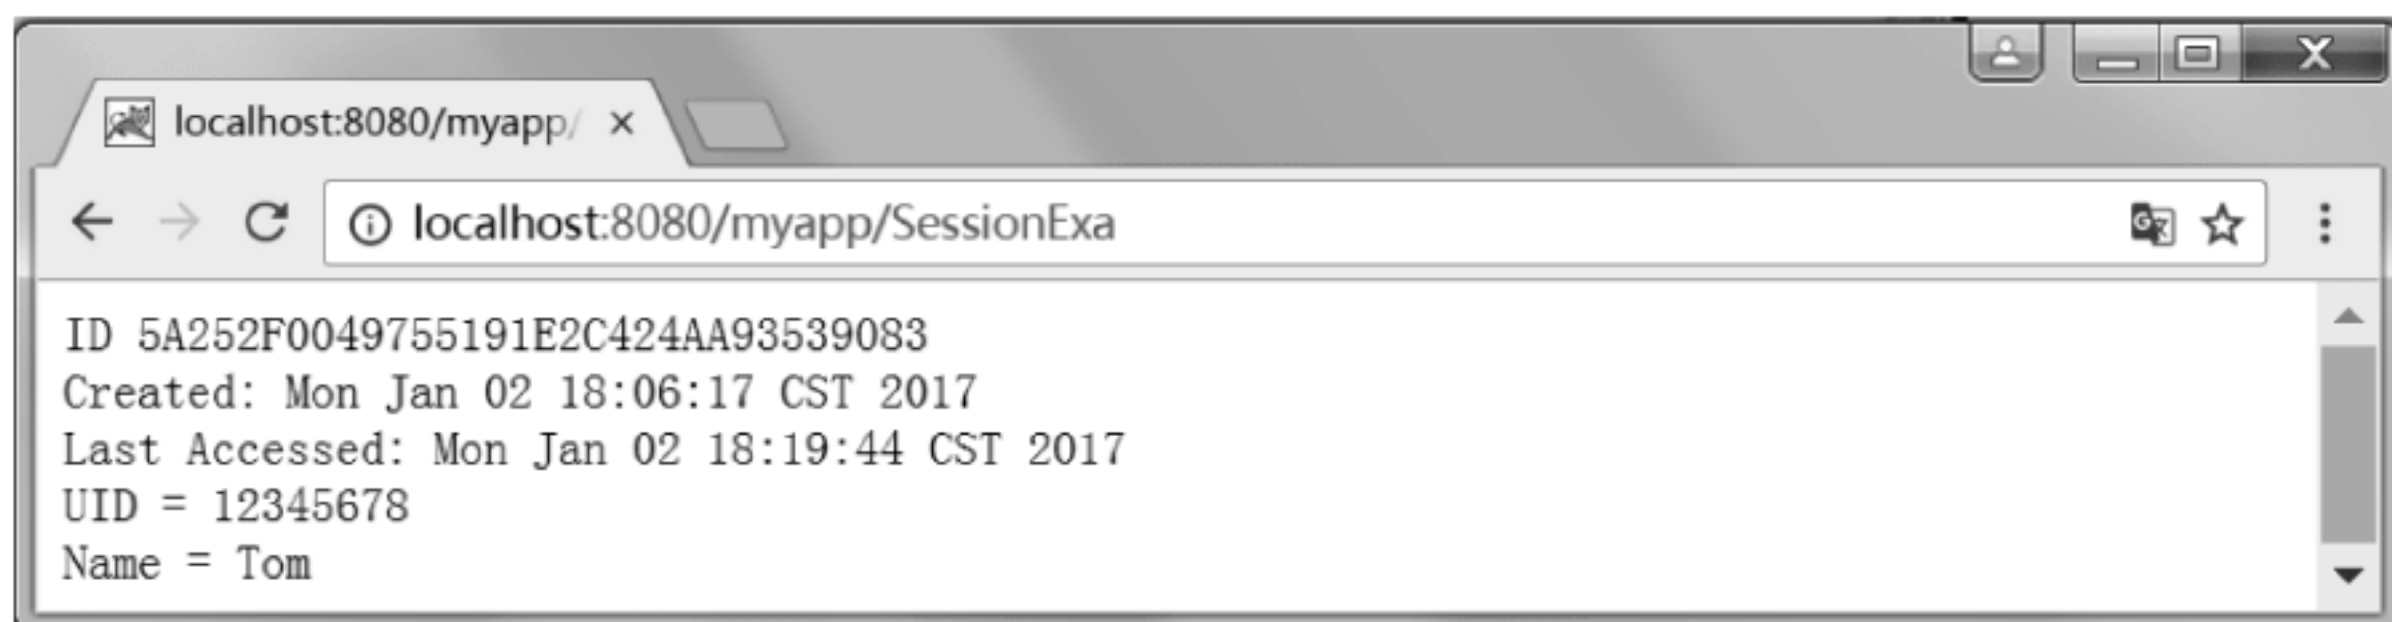 localhost:8080/myapp/
localhost:8080/myapp/SessionExa
ID 5A252F0049755191E2C424AA93539083
Created: Mon Jan 02 18:06:17 CST 2017
Last Accessed: Mon Jan 02 18:19:44 CST 2017
UID = 12345678
Name = Tom